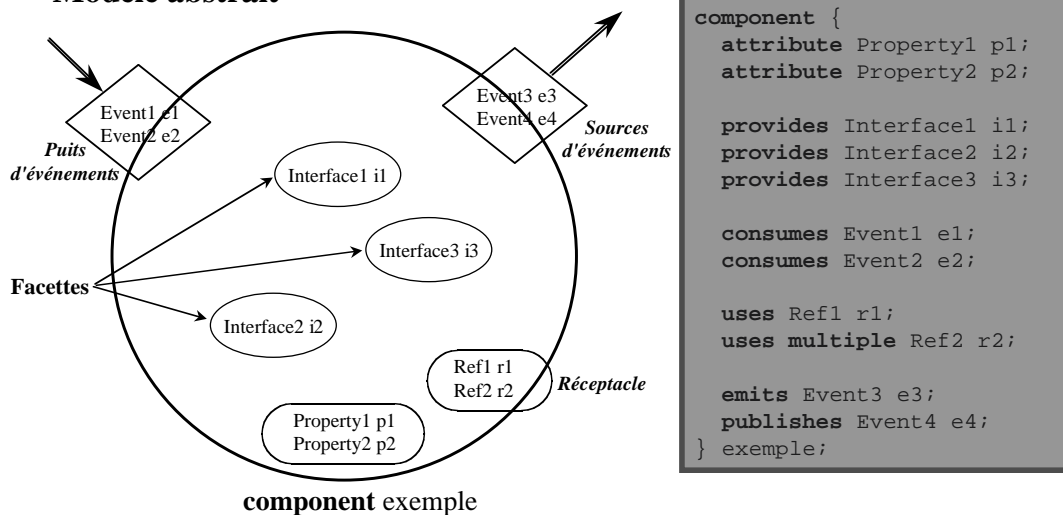 Modèle abstrait
Event1 e1
Event2 e2
Puits
d'événements
Event3 e3
Event4 e4
Sources
d'événements
Interface1 i1
Interface3 i3
Facettes
Interface2 i2
Ref1 r1
Ref2 r2
Réceptacle
Property1 p1
Property2 p2
component exemple
component {
attribute Property1 p1;
attribute Property2 p2;
provides Interface1 i1;
provides Interface2 i2;
provides Interface3 i3;
consumes Event1 e1;
consumes Event2 e2;
uses Ref1 r1;
uses multiple Ref2 r2;
emits Event3 e3;
publishes Event4 e4;
} exemple;